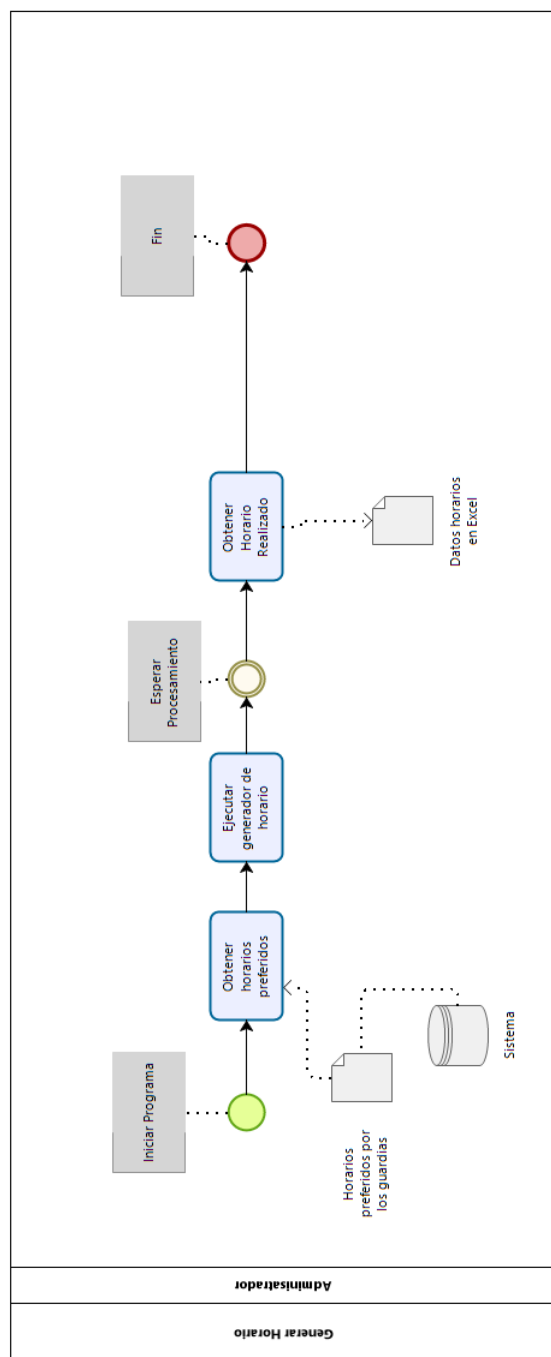 Generar Horario
Adminisatrador
Iniciar Programa
Horarios
preferidos por
los guardias
Sistema
Obtener
horarios
preferidos
Ejecutar
generador de
horario
Esperar
Procesamiento
Obtener
Horario
Realizado
Datos horarios
en Excel
Fin